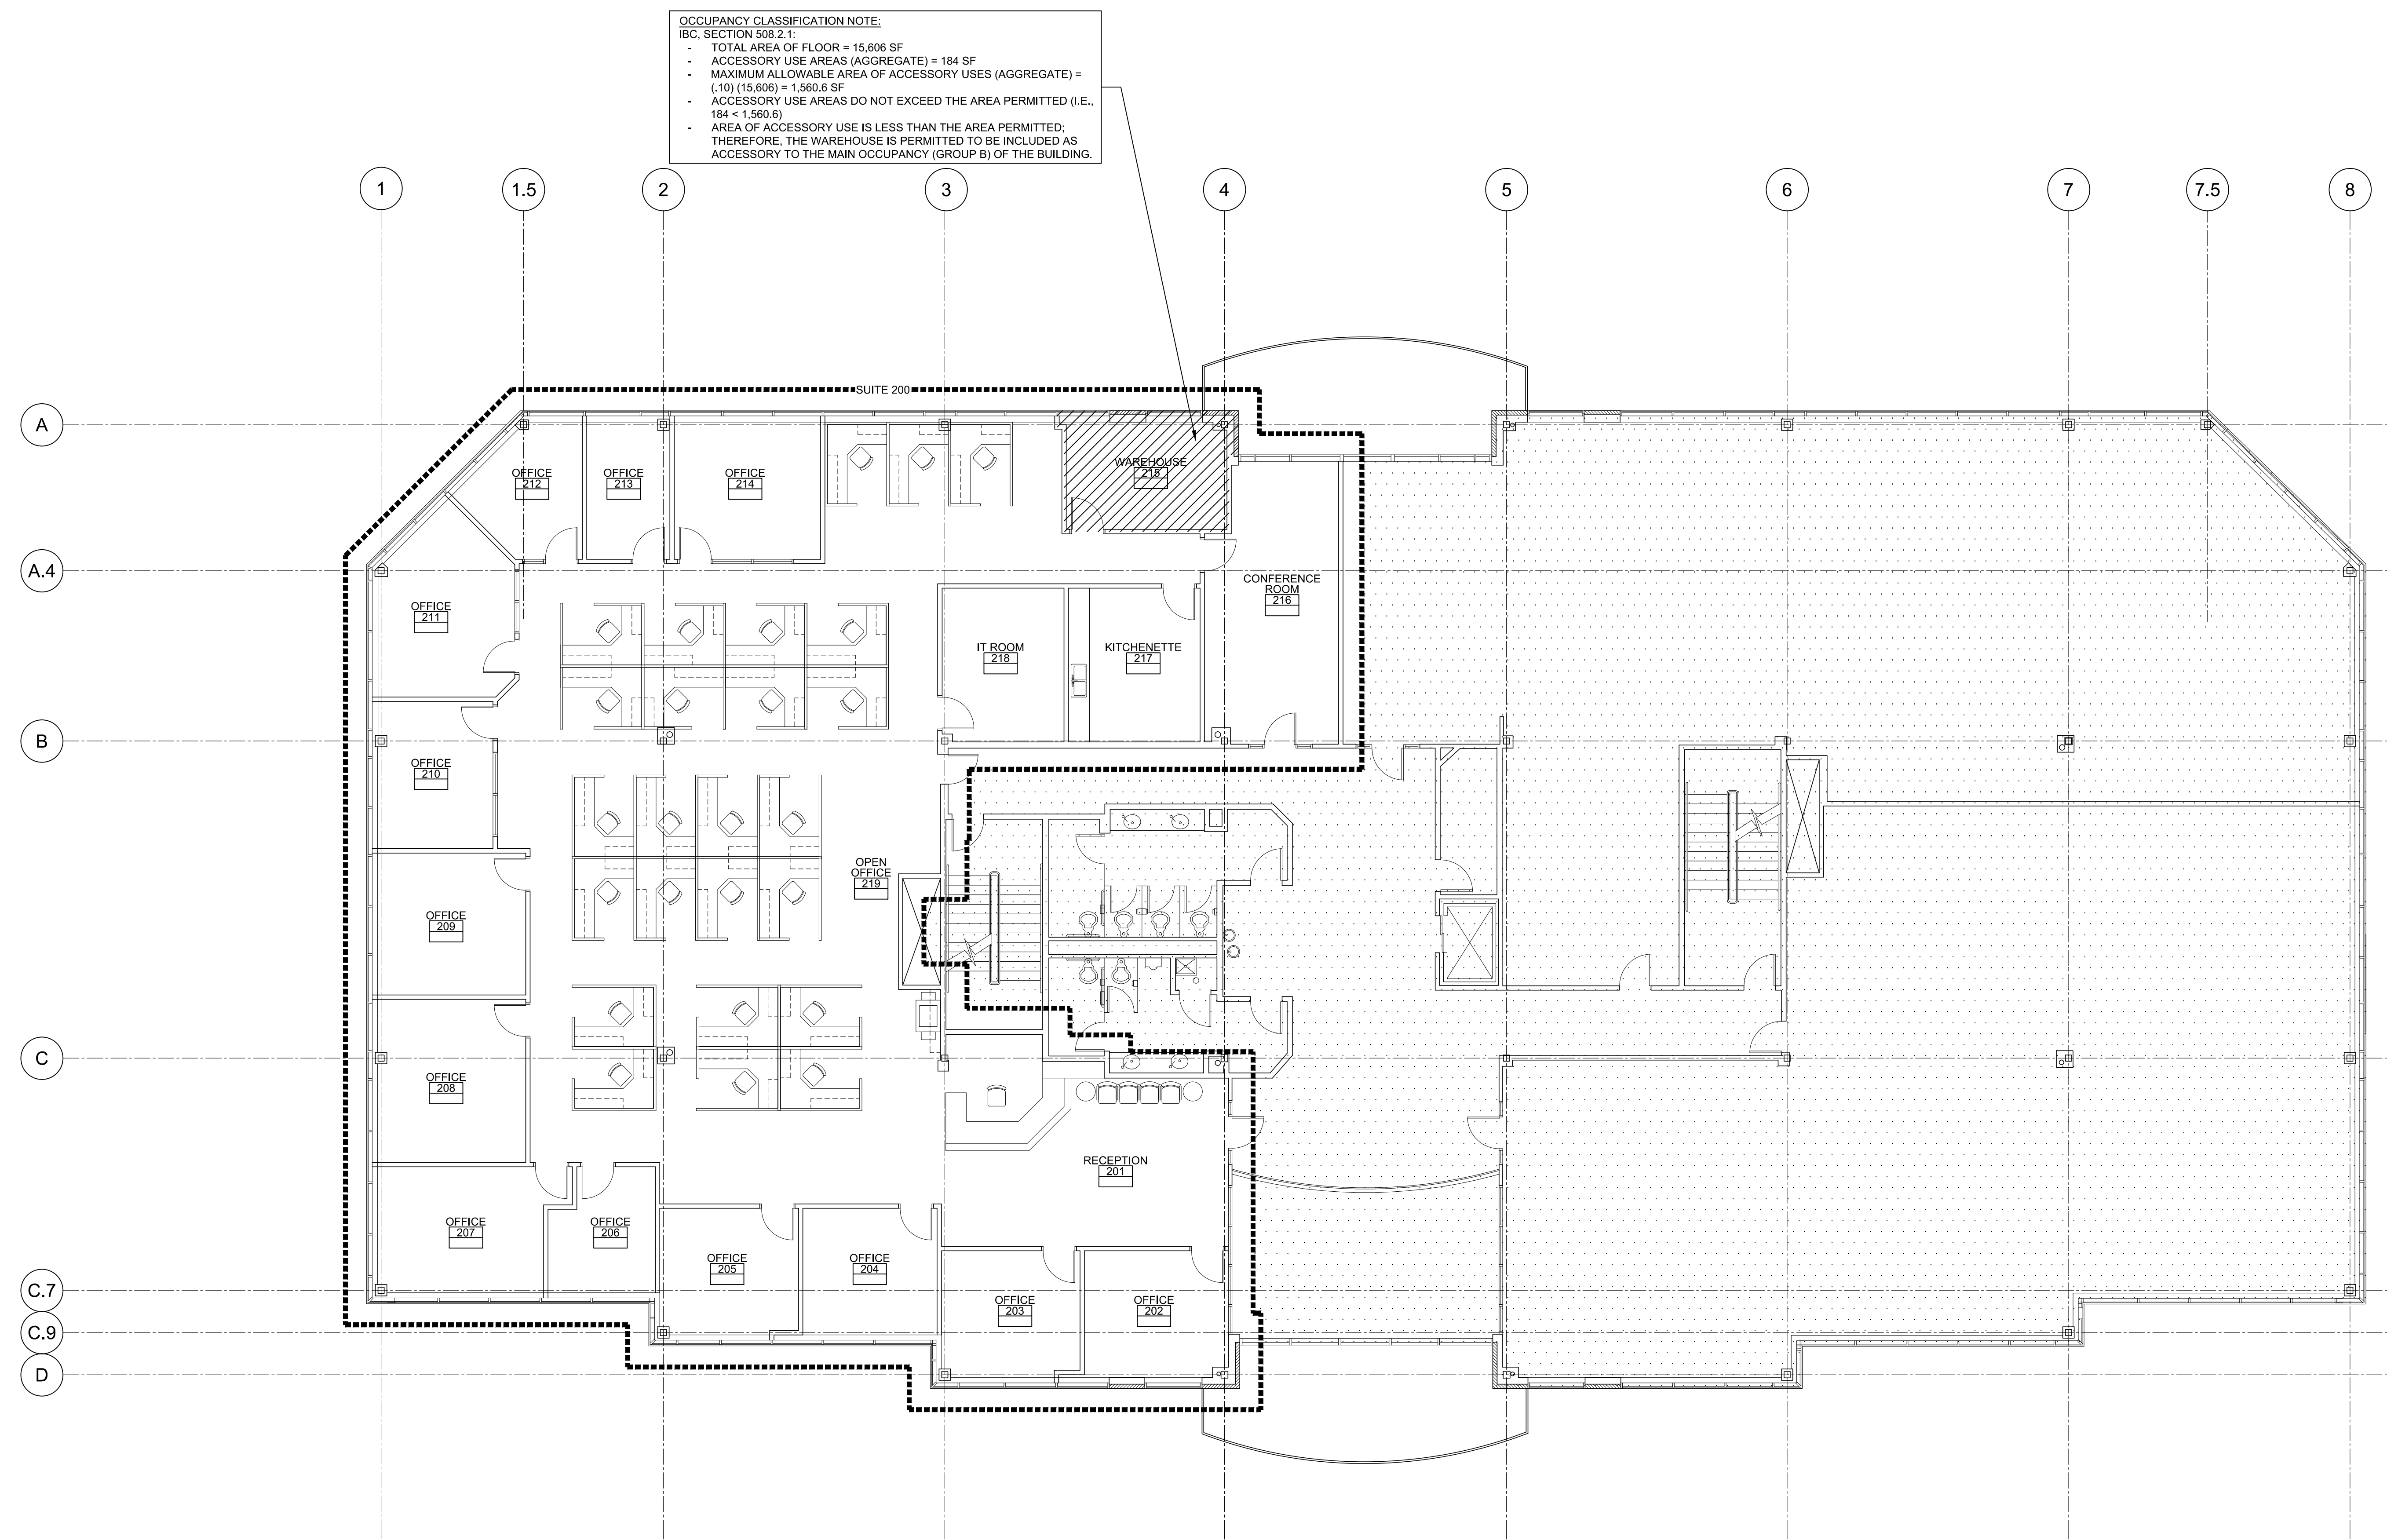 OCCUPANCY CLASSIFICATION NOTE:
IBC, SECTION 508.2.1:
- TOTAL AREA OF FLOOR = 15,606 SF
- ACCESSORY USE AREAS (AGGREGATE) = 184 SF
- MAXIMUM ALLOWABLE AREA OF ACCESSORY USES (AGGREGATE) =
(.10) (15,606) = 1,560.6 SF
- ACCESSORY USE AREAS DO NOT EXCEED THE AREA PERMITTED (I.E.,
184 < 1,560.6)
- AREA OF ACCESSORY USE IS LESS THAN THE AREA PERMITTED;
THEREFORE, THE WAREHOUSE IS PERMITTED TO BE INCLUDED AS
ACCESSORY TO THE MAIN OCCUPANCY (GROUP B) OF THE BUILDING.
1
1.5
2
3
4
5
6
7
7.5
8
SUITE 200
A
OFFICE
212
OFFICE
213
OFFICE
214
WAREHOUSE
215
A.4
CONFERENCE
ROOM
216
OFFICE
211
IT ROOM
218
KITCHENETTE
217
B
OFFICE
210
OPEN
OFFICE
219
OFFICE
209
C
OFFICE
208
RECEPTION
201
OFFICE
207
OFFICE
206
OFFICE
205
OFFICE
204
C.7
OFFICE
203
OFFICE
202
C.9
D